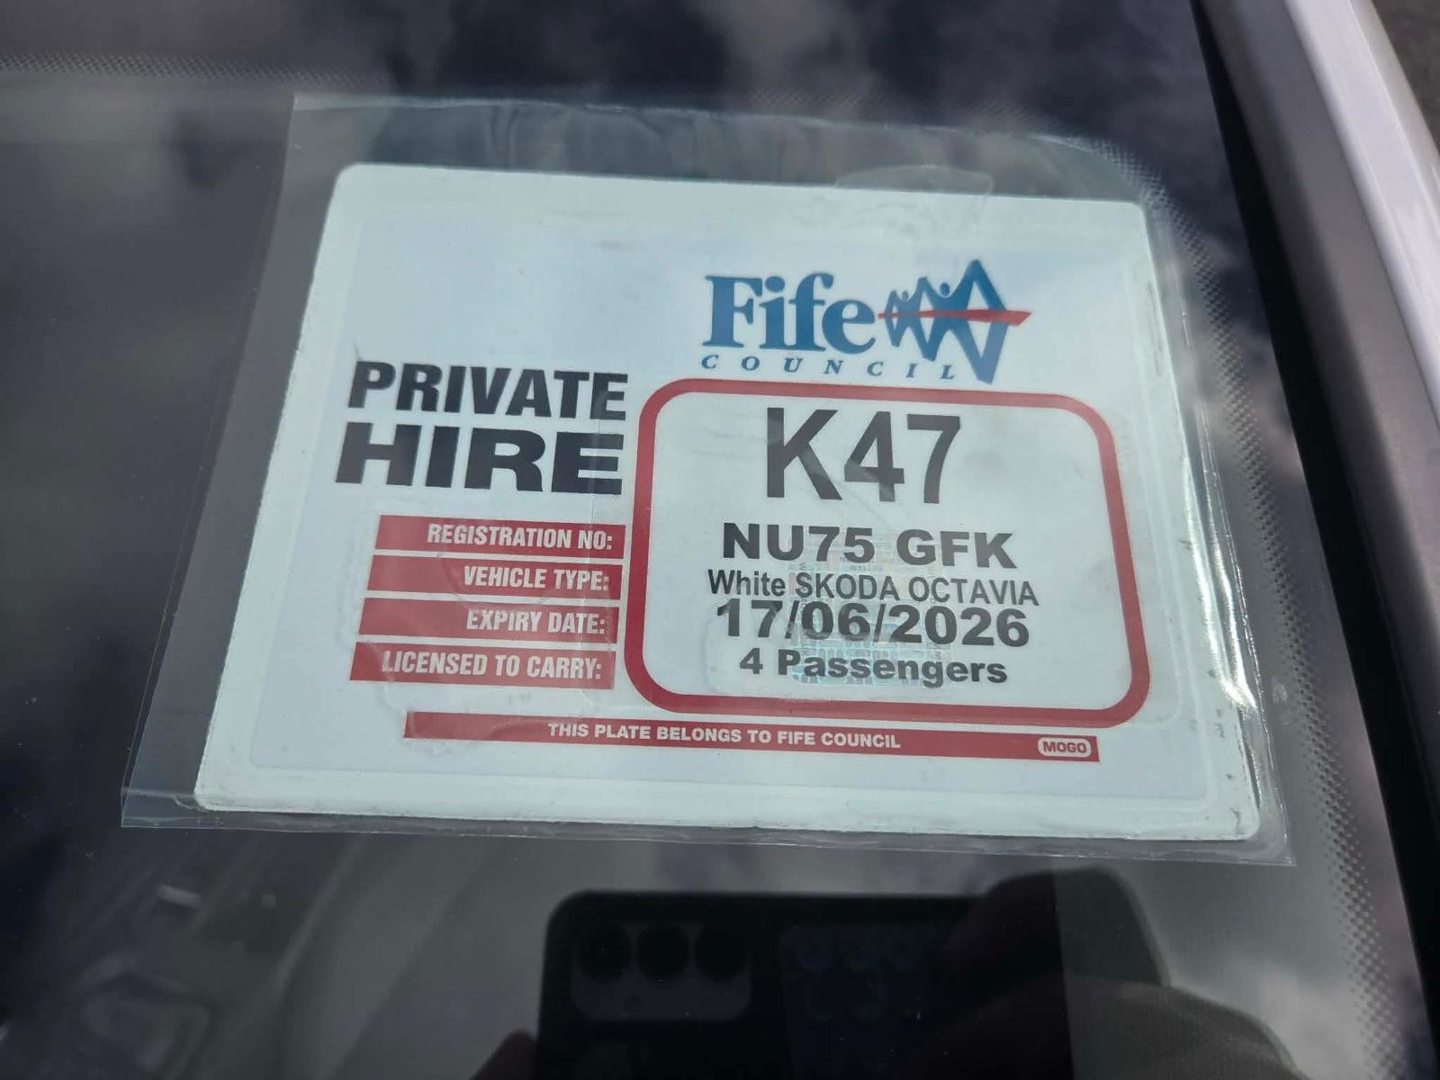 Fife
COUNCIL
PRIVATE
HIRE
K47
REGISTRATION NO: NU75 GFK
VEHICLE TYPE: White SKODA OCTAVIA
EXPIRY DATE: 17/06/2026
LICENSED TO CARRY: 4 Passengers
THIS PLATE BELONGS TO FIFE COUNCIL MOGO